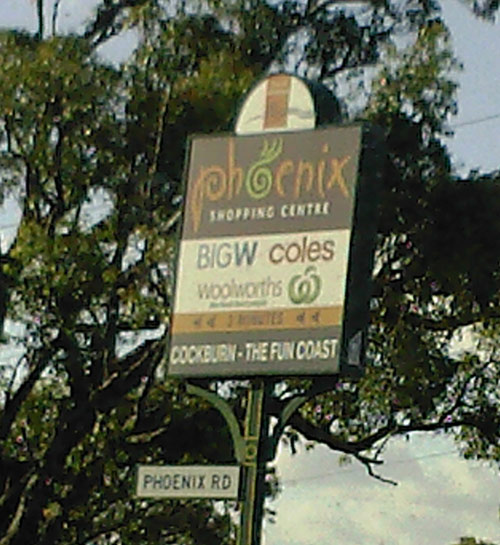 phoenix
SHOPPING CENTRE
BIGW coles
woolworths
2 MINUTES
COCKBURN - THE FUN COAST
PHOENIX RD